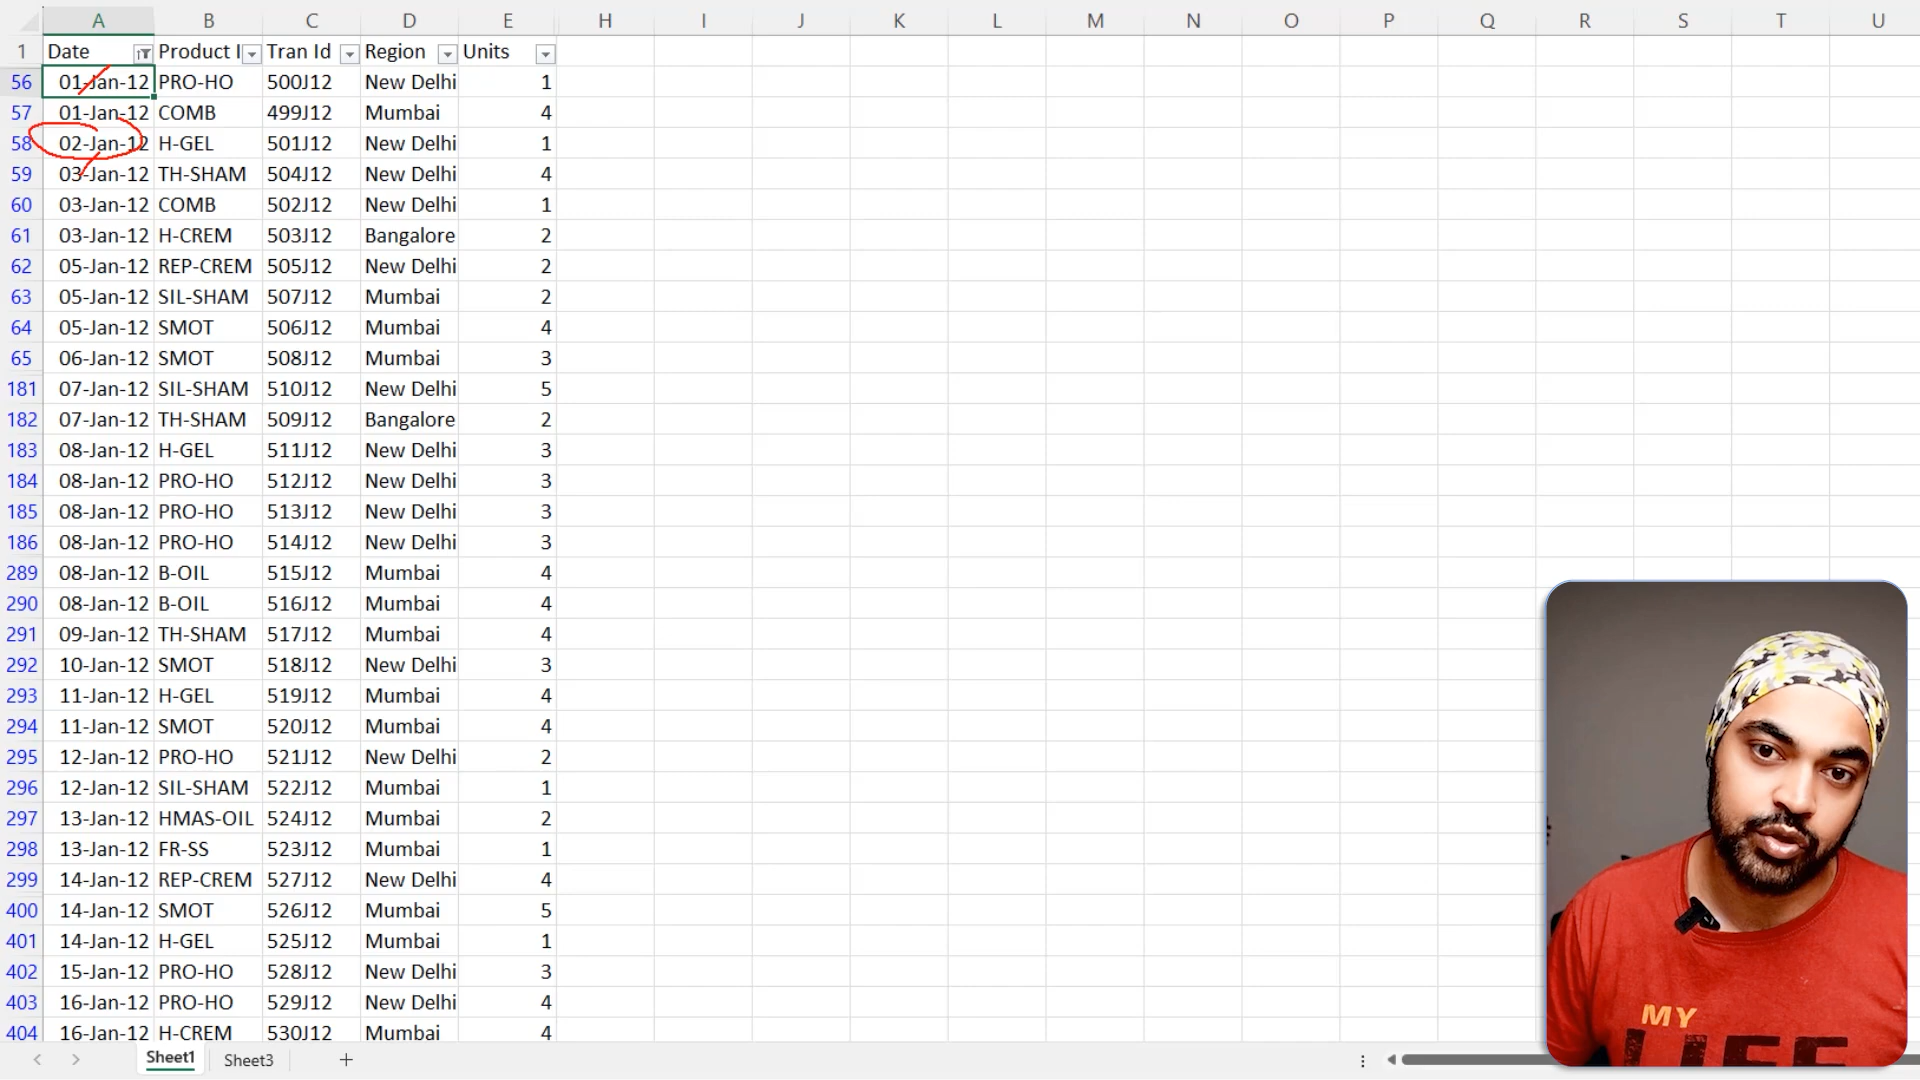 A B C D E H I J K L M N O P Q R S T U
1 Date Product I Tran Id Region Units
56 01-Jan-12 PRO-HO 500J12 New Delhi 1
57 01-Jan-12 COMB 499J12 Mumbai 4
58 02-Jan-12 H-GEL 501J12 New Delhi 1
59 03-Jan-12 TH-SHAM 504J12 New Delhi 4
60 03-Jan-12 COMB 502J12 New Delhi 1
61 03-Jan-12 H-CREM 503J12 Bangalore 2
62 05-Jan-12 REP-CREM 505J12 New Delhi 2
63 05-Jan-12 SIL-SHAM 507J12 Mumbai 2
64 05-Jan-12 SMOT 506J12 Mumbai 4
65 06-Jan-12 SMOT 508J12 Mumbai 3
181 07-Jan-12 SIL-SHAM 510J12 New Delhi 5
182 07-Jan-12 TH-SHAM 509J12 Bangalore 2
183 08-Jan-12 H-GEL 511J12 New Delhi 3
184 08-Jan-12 PRO-HO 512J12 New Delhi 3
185 08-Jan-12 PRO-HO 513J12 New Delhi 3
186 08-Jan-12 PRO-HO 514J12 New Delhi 3
289 08-Jan-12 B-OIL 515J12 Mumbai 4
290 08-Jan-12 B-OIL 516J12 Mumbai 4
291 09-Jan-12 TH-SHAM 517J12 Mumbai 4
292 10-Jan-12 SMOT 518J12 New Delhi 3
293 11-Jan-12 H-GEL 519J12 Mumbai 4
294 11-Jan-12 SMOT 520J12 Mumbai 4
295 12-Jan-12 PRO-HO 521J12 New Delhi 2
296 12-Jan-12 SIL-SHAM 522J12 Mumbai 1
297 13-Jan-12 HMAS-OIL 524J12 Mumbai 2
298 13-Jan-12 FR-SS 523J12 Mumbai 1
299 14-Jan-12 REP-CREM 527J12 New Delhi 4
400 14-Jan-12 SMOT 526J12 Mumbai 5
401 14-Jan-12 H-GEL 525J12 Mumbai 1
402 15-Jan-12 PRO-HO 528J12 New Delhi 3
403 16-Jan-12 PRO-HO 529J12 New Delhi 4
404 16-Jan-12 H-CREM 530J12 Mumbai 4
MY
LIFE
Sheet1 Sheet3